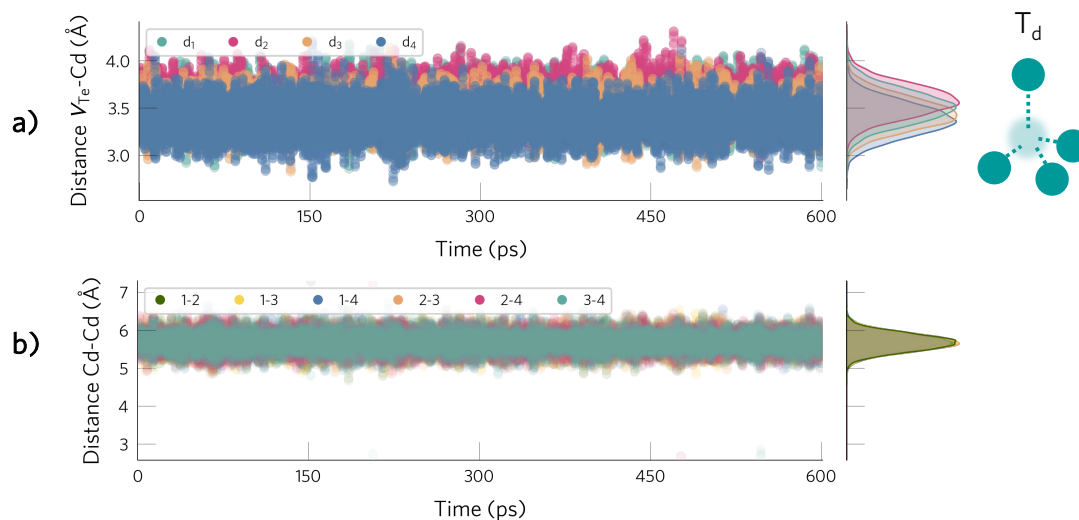 a)
Distance V_Te-Cd (Å)
d₁ d₂ d₃ d₄
4.0
3.5
3.0
0 150 300 450 600
Time (ps)
T_d
b)
Distance Cd-Cd (Å)
1-2 1-3 1-4 2-3 2-4 3-4
7
6
5
4
3
0 150 300 450 600
Time (ps)